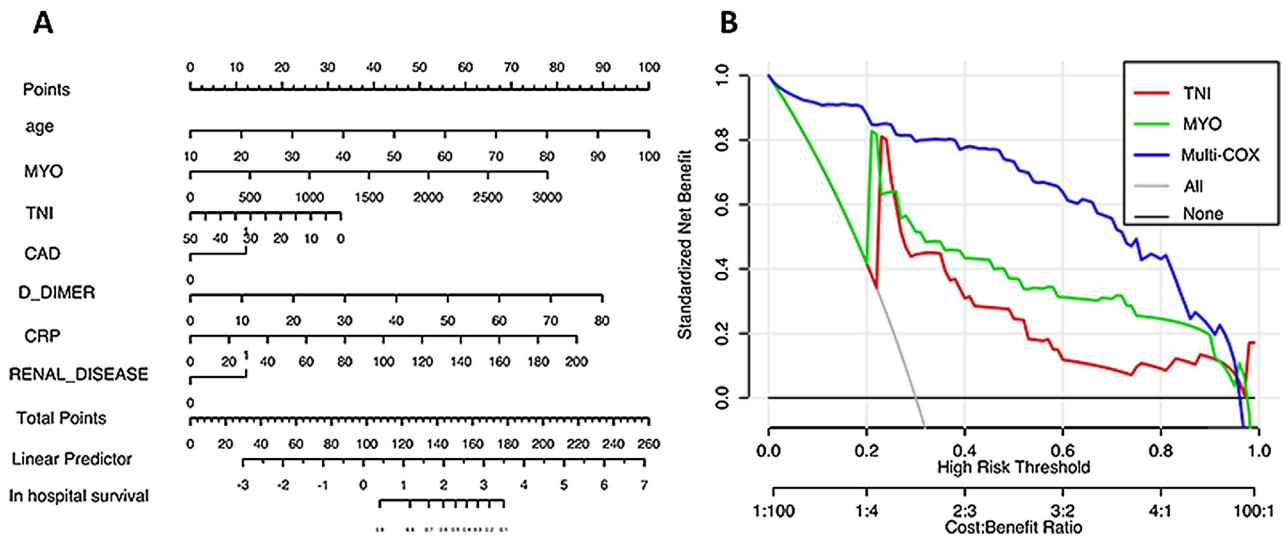 A
Points
0 10 20 30 40 50 60 70 80 90 100
age
10 20 30 40 50 60 70 80 90 100
MYO
0 500 1000 1500 2000 2500 3000
TNI
50 40 30 20 10 0
CAD
1
0
D_DIMER
0 10 20 30 40 50 60 70 80
CRP
0 20 40 60 80 100 120 140 160 180 200
RENAL_DISEASE
1
0
Total Points
0 20 40 60 80 100 120 140 160 180 200 220 240 260
Linear Predictor
-3 -2 -1 0 1 2 3 4 5 6 7
In hospital survival
B
Standardized Net Benefit
1.0
0.8
0.6
0.4
0.2
0.0
TNI
MYO
Multi-COX
All
None
0.0 0.2 0.4 0.6 0.8 1.0
High Risk Threshold
1:100 1:4 2:3 3:2 4:1 100:1
Cost:Benefit Ratio